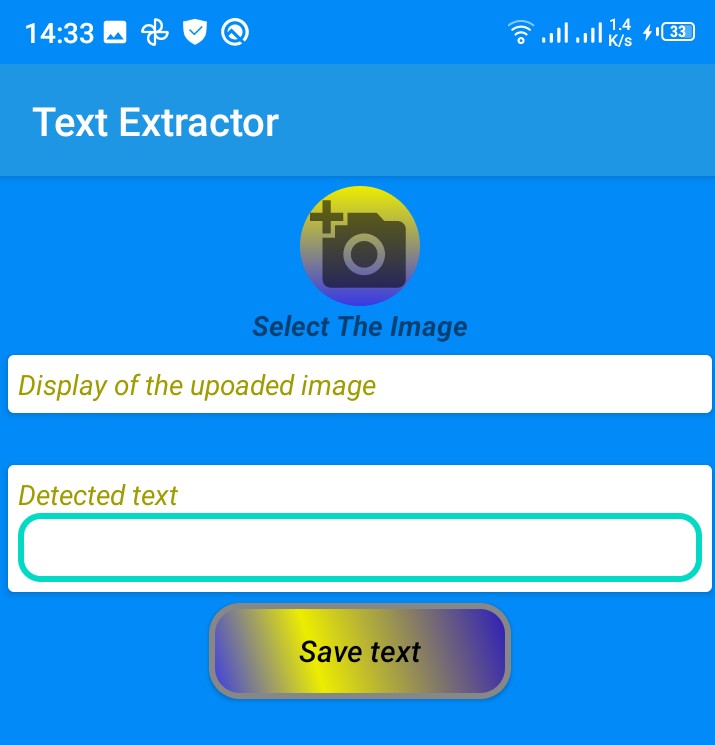 14:33
1.4
K/s
33
Text Extractor
Select The Image
Display of the upoaded image
Detected text
Save text